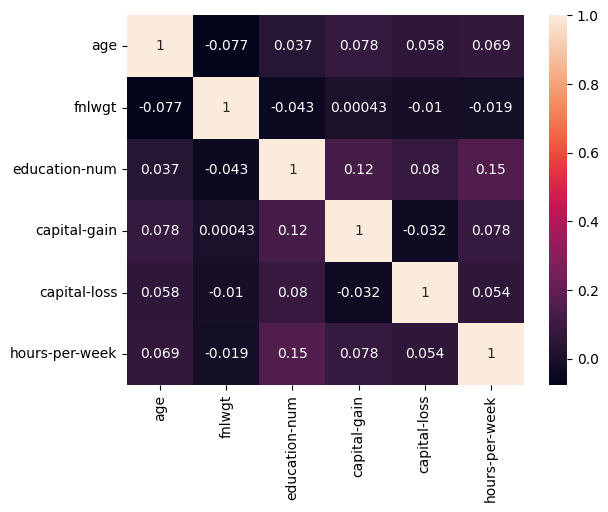 age 1 -0.077 0.037 0.078 0.058 0.069
fnlwgt -0.077 1 -0.043 0.00043 -0.01 -0.019
education-num 0.037 -0.043 1 0.12 0.08 0.15
capital-gain 0.078 0.00043 0.12 1 -0.032 0.078
capital-loss 0.058 -0.01 0.08 -0.032 1 0.054
hours-per-week 0.069 -0.019 0.15 0.078 0.054 1
age fnlwgt education-num capital-gain capital-loss hours-per-week
1.0
0.8
0.6
0.4
0.2
0.0